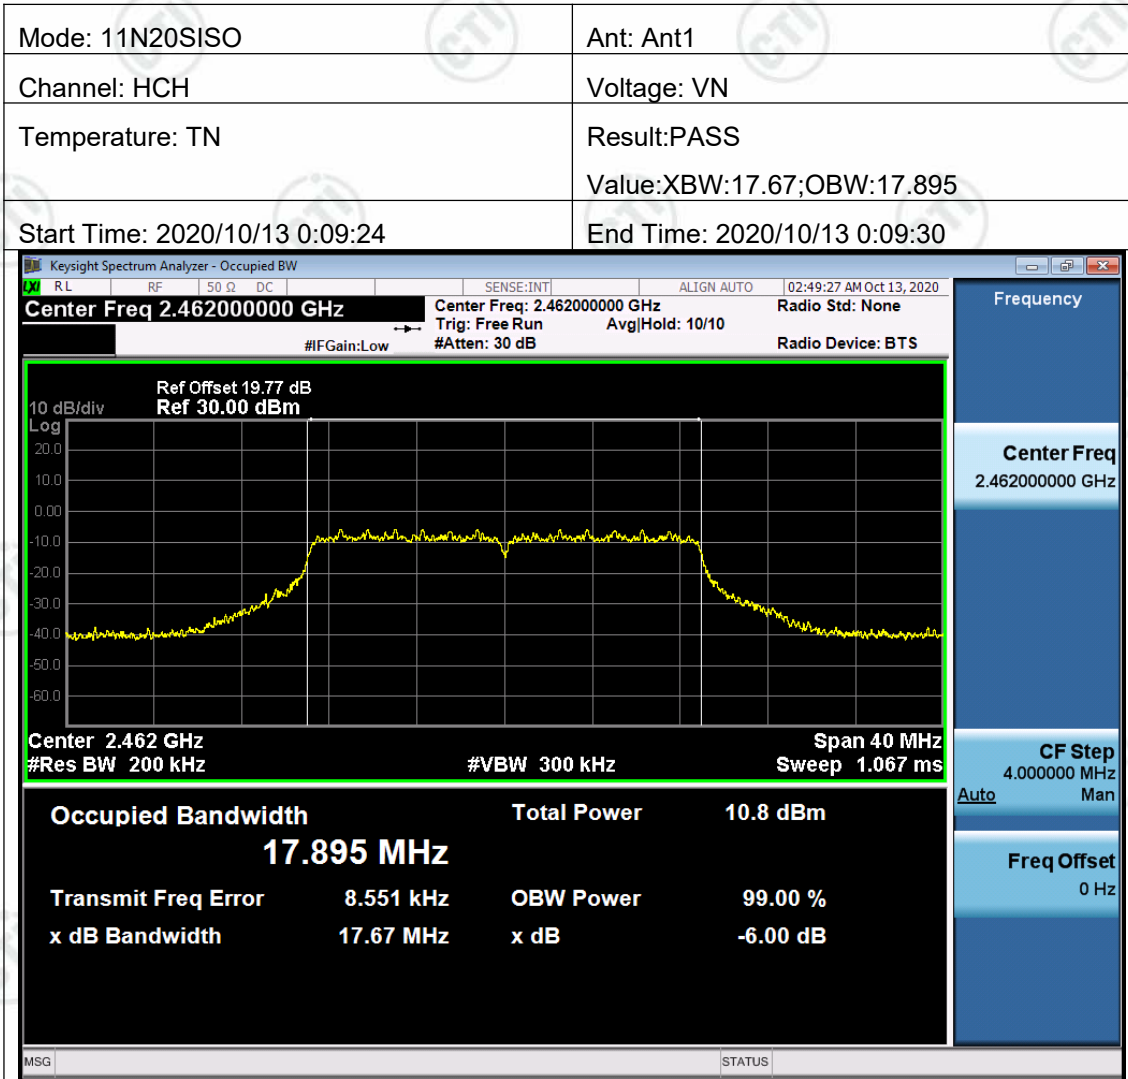 Mode: 11N20SISO
Ant: Ant1
Channel: HCH
Voltage: VN
Temperature: TN
Result:PASS
Value:XBW:17.67;OBW:17.895
Start Time: 2020/10/13 0:09:24
End Time: 2020/10/13 0:09:30
Keysight Spectrum Analyzer - Occupied BW
LXI RL RF 50 Ω DC SENSE:INT ALIGN AUTO 02:49:27 AM Oct 13, 2020
Center Freq 2.462000000 GHz
Center Freq: 2.462000000 GHz
Radio Std: None
Trig: Free Run Avg|Hold: 10/10
#IFGain:Low
#Atten: 30 dB
Radio Device: BTS
Ref Offset 19.77 dB
10 dB/div Ref 30.00 dBm
Log
20.0
10.0
0.00
-10.0
-20.0
-30.0
-40.0
-50.0
-60.0
Center 2.462 GHz Span 40 MHz
#Res BW 200 kHz #VBW 300 kHz Sweep 1.067 ms
Occupied Bandwidth Total Power 10.8 dBm
17.895 MHz
Transmit Freq Error 8.551 kHz OBW Power 99.00 %
x dB Bandwidth 17.67 MHz x dB -6.00 dB
MSG STATUS
Frequency
Center Freq
2.462000000 GHz
CF Step
4.000000 MHz
Auto Man
Freq Offset
0 Hz
CTI
CTI
CTI
CTI
CTI
CTI